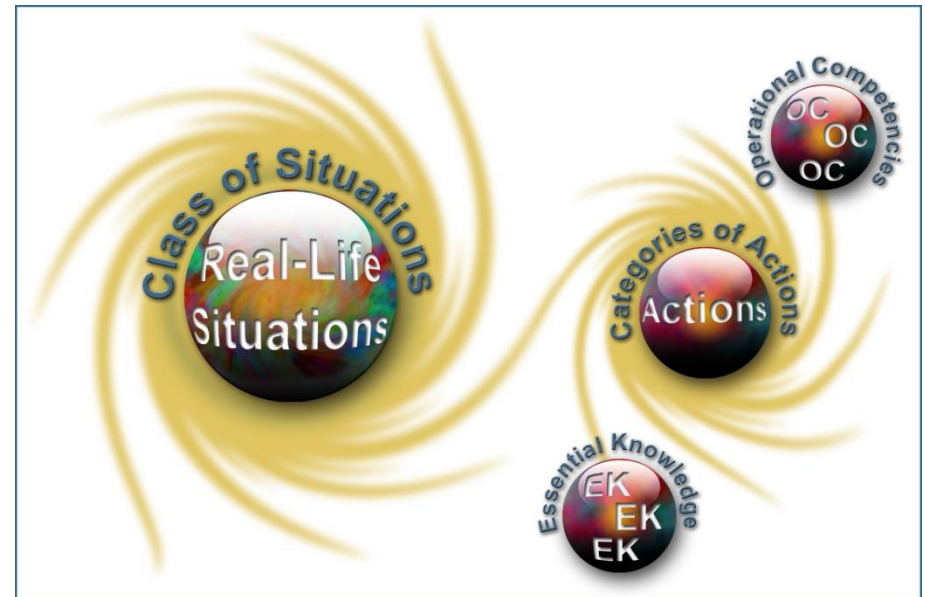 Class of Situations
Real-Life
Situations
Operational Competencies
OC
OC
OC
Categories of Actions
Actions
Essential Knowledge
EK
EK
EK